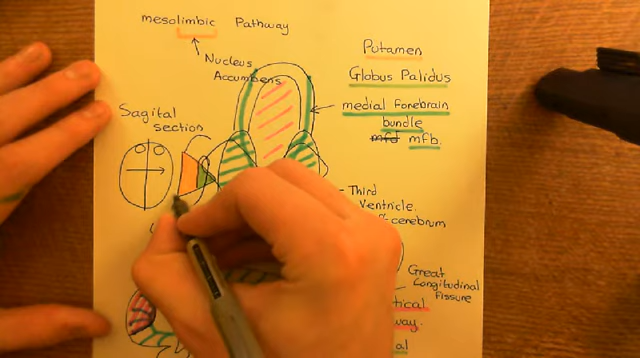 mesolimbic Pathway
Nucleus
Accumbens
Putamen
Globus Palidus
medial forebrain
bundle
mfd mfb.
Sagital
section
Third
Ventricle.
cerebrum
Great
Longitudinal
Fissure
tical
way.
al